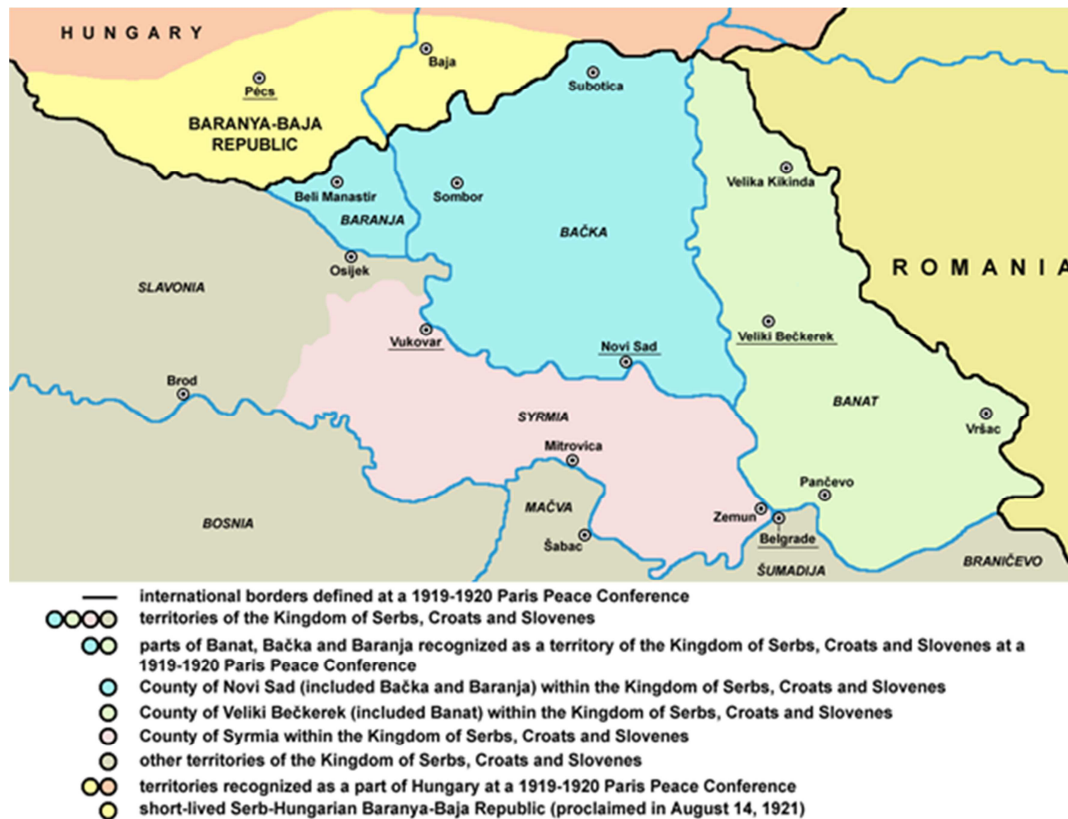 HUNGARY
Baja
Pécs
Subotica
BARANYA-BAJA
REPUBLIC
Velika Kikinda
Beli Manastir
Sombor
BARANJA
BAČKA
Osijek
ROMANIA
SLAVONIA
Vukovar
Veliki Bečkerek
Novi Sad
Brod
BANAT
SYRMIA
Vršac
Mitrovica
Pančevo
MAČVA
Zemun
BOSNIA
Šabac
Belgrade
ŠUMADIJA
BRANIČEVO
international borders defined at a 1919-1920 Paris Peace Conference
territories of the Kingdom of Serbs, Croats and Slovenes
parts of Banat, Bačka and Baranja recognized as a territory of the Kingdom of Serbs, Croats and Slovenes at a
1919-1920 Paris Peace Conference
County of Novi Sad (included Bačka and Baranja) within the Kingdom of Serbs, Croats and Slovenes
County of Veliki Bečkerek (included Banat) within the Kingdom of Serbs, Croats and Slovenes
County of Syrmia within the Kingdom of Serbs, Croats and Slovenes
other territories of the Kingdom of Serbs, Croats and Slovenes
territories recognized as a part of Hungary at a 1919-1920 Paris Peace Conference
short-lived Serb-Hungarian Baranya-Baja Republic (proclaimed in August 14, 1921)